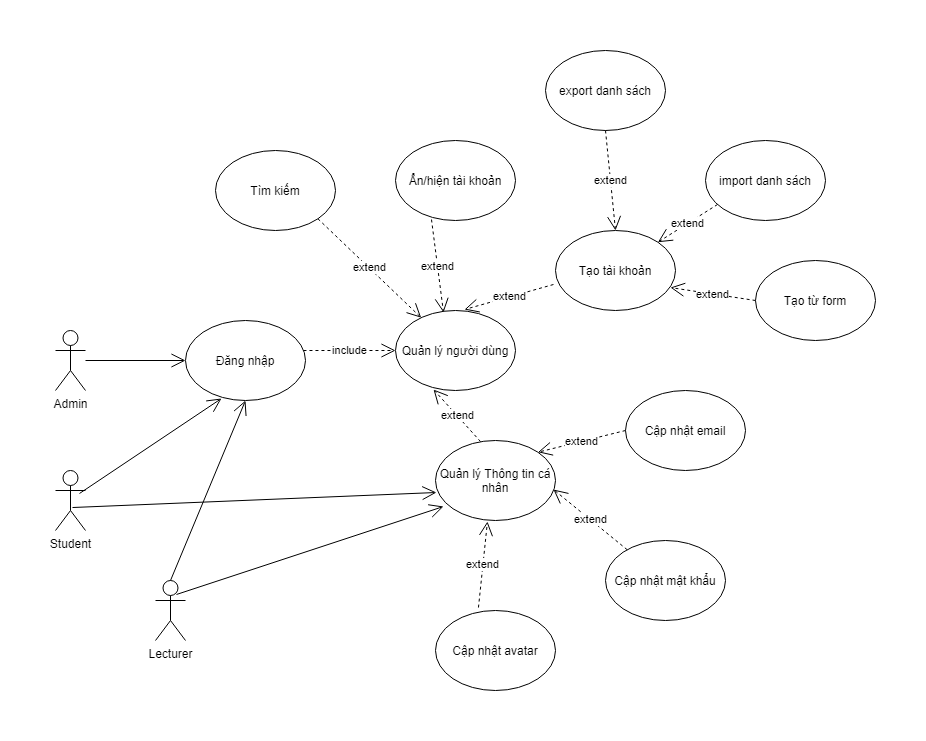 export danh sách
Tìm kiếm
Ẩn/hiện tài khoản
extend
import danh sách
extend
extend
extend
Tạo tài khoản
extend
extend
Tạo từ form
Admin
Đăng nhập
include
Quản lý người dùng
extend
extend
Cập nhật email
Quản lý Thông tin cá
nhân
Student
extend
extend
Cập nhật mật khẩu
Lecturer
Cập nhật avatar